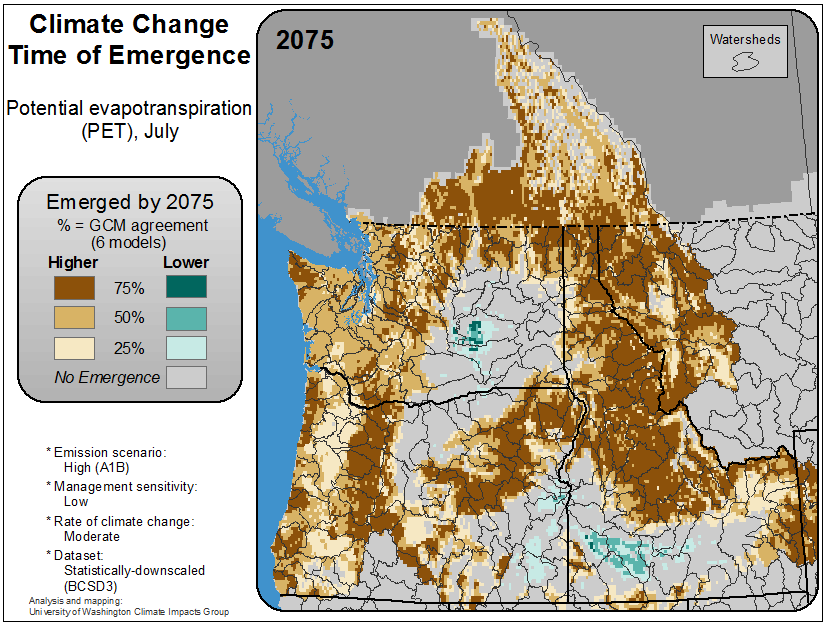 Climate Change
Time of Emergence
Potential evapotranspiration
(PET), July
Emerged by 2075
% = GCM agreement
(6 models)
Higher Lower
75%
50%
25%
No Emergence
* Emission scenario:
High (A1B)
* Management sensitivity:
Low
* Rate of climate change:
Moderate
* Dataset:
Statistically-downscaled
(BCSD3)
Analysis and mapping:
University of Washington Climate Impacts Group
2075
Watersheds